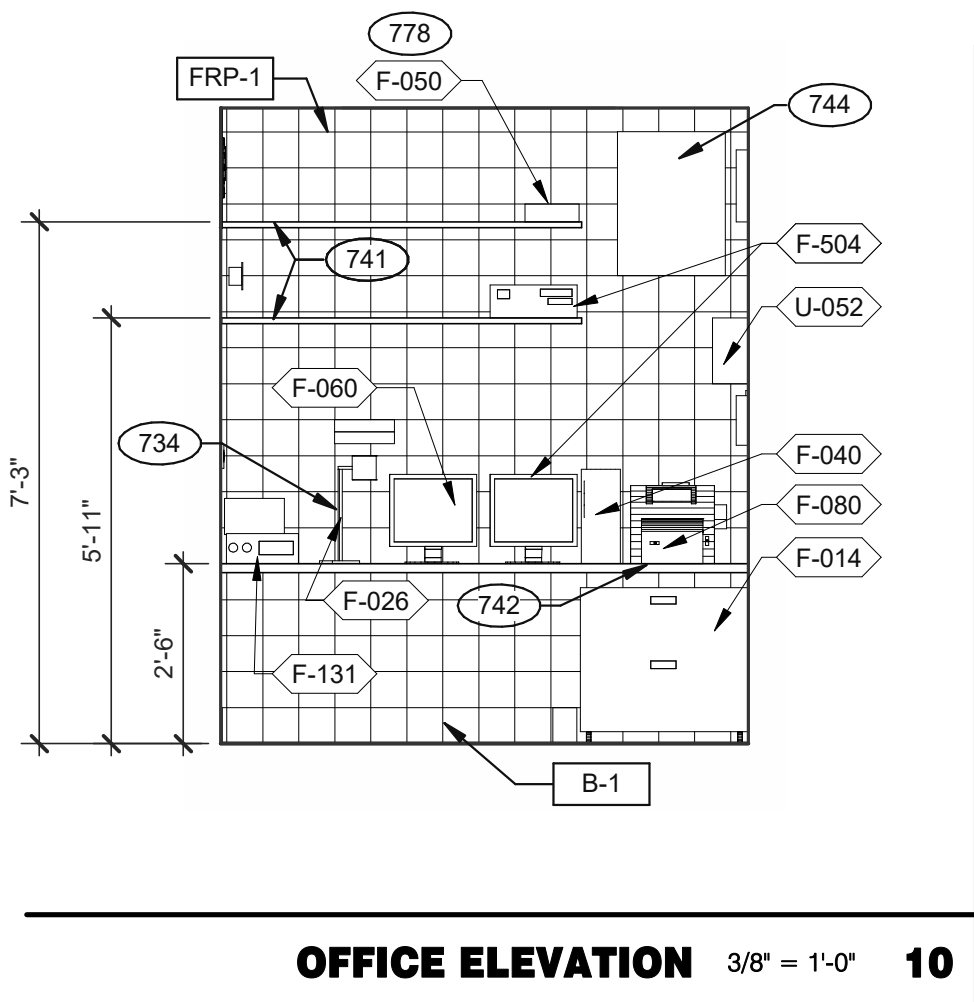 778
FRP-1
F-050
744
741
F-504
U-052
F-060
734
F-040
7'-3"
5'-11"
F-080
F-014
2'-6"
F-026
742
F-131
B-1
OFFICE ELEVATION 3/8" = 1'-0" 10